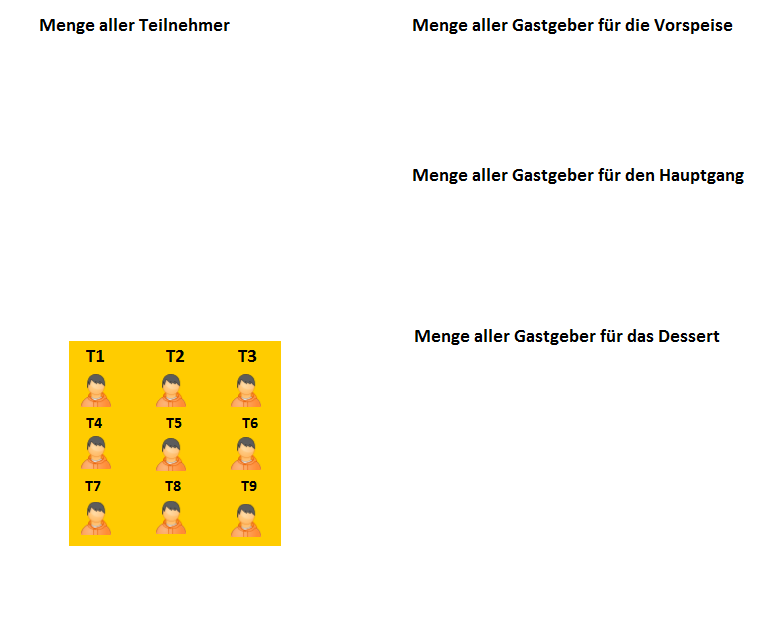 Menge aller Teilnehmer
Menge aller Gastgeber für die Vorspeise
Menge aller Gastgeber für den Hauptgang
Menge aller Gastgeber für das Dessert
T1 T2 T3
T4 T5 T6
T7 T8 T9